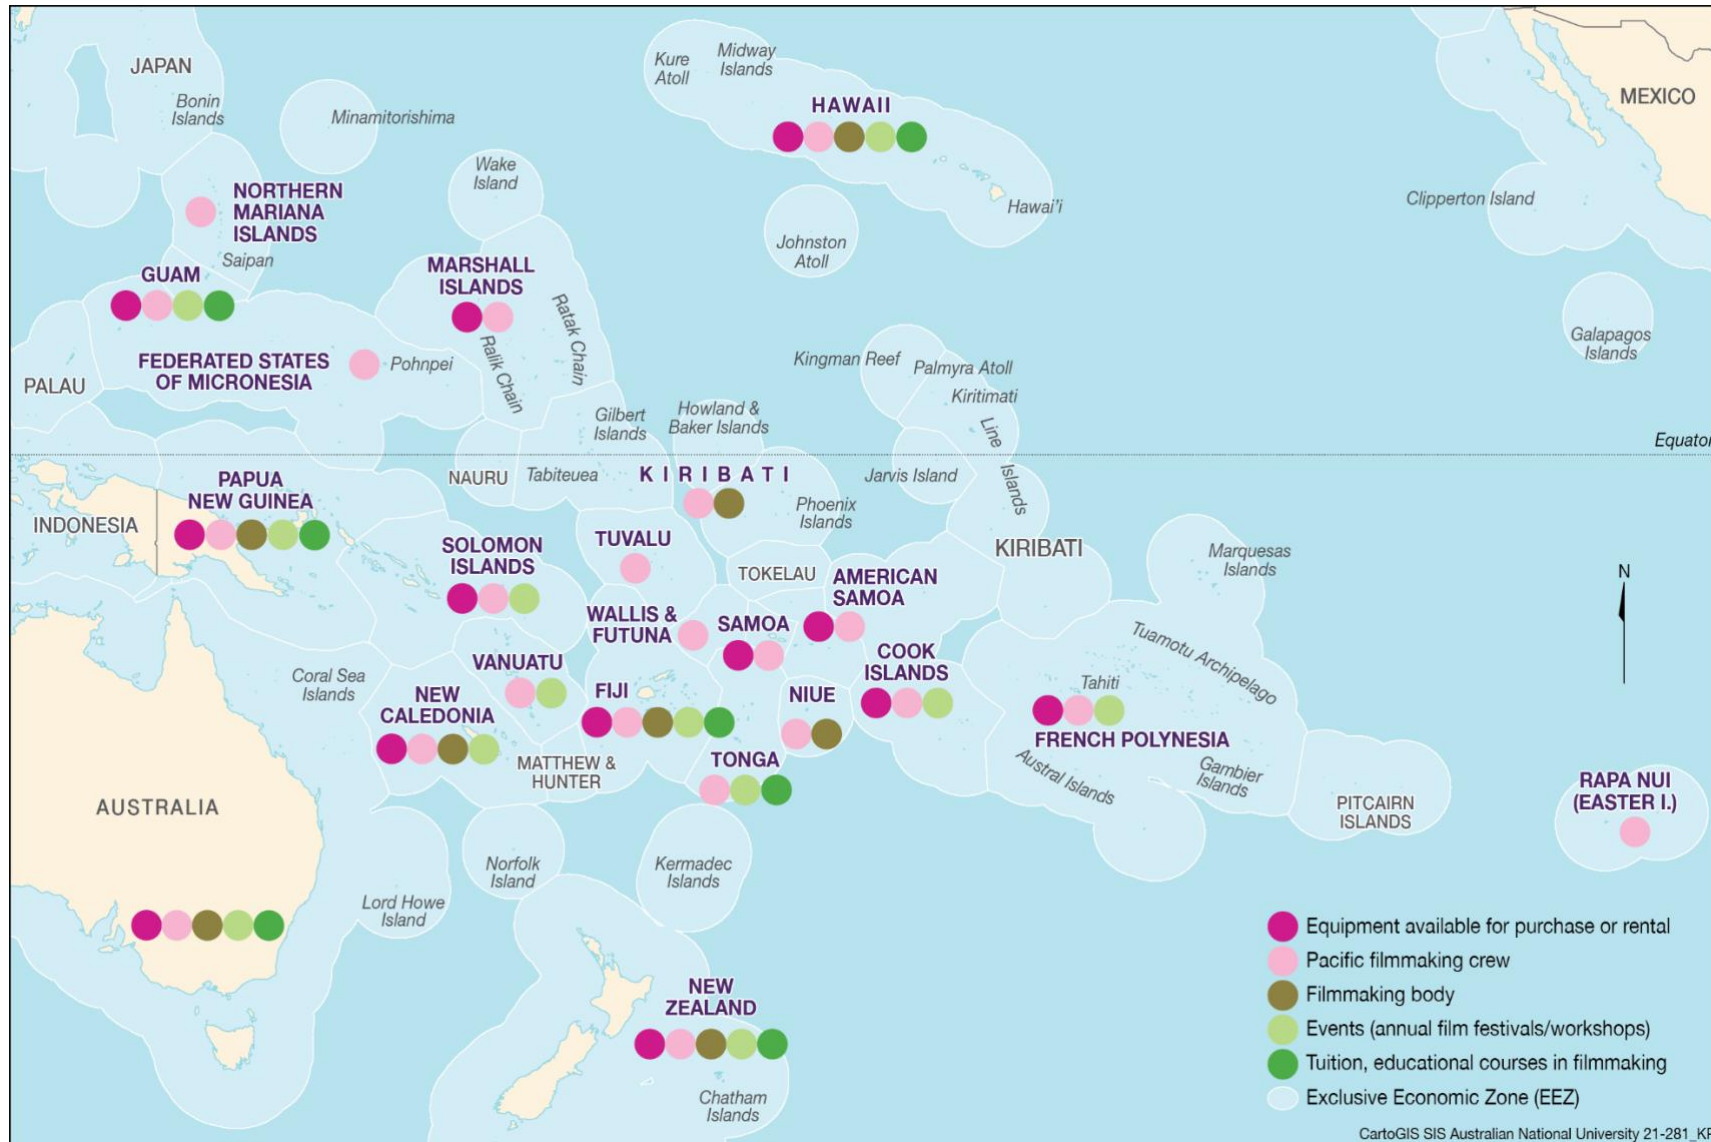 JAPAN
Bonin
Islands
Minamitorishima
Kure
Atoll
Midway
Islands
HAWAII
Hawai'i
MEXICO
Clipperton Island
Wake
Island
NORTHERN
MARIANA
ISLANDS
Saipan
GUAM
MARSHALL
ISLANDS
Ratak Chain
Ralik Chain
Johnston
Atoll
Galapagos
Islands
FEDERATED STATES
OF MICRONESIA
Pohnpei
PALAU
Kingman Reef
Palmyra Atoll
Kiritimati
Line Islands
Gilbert
Islands
Howland &
Baker Islands
Equator
PAPUA
NEW GUINEA
INDONESIA
NAURU
Tabiteuea
KIRIBATI
Phoenix
Islands
Jarvis Island
KIRIBATI
SOLOMON
ISLANDS
TUVALU
TOKELAU
AMERICAN
SAMOA
Marquesas
Islands
N
WALLIS &
FUTUNA
SAMOA
COOK
ISLANDS
Tuamotu Archipelago
Coral Sea
Islands
VANUATU
NEW
CALEDONIA
FIJI
NIUE
Tahiti
FRENCH POLYNESIA
MATTHEW &
HUNTER
TONGA
Austral Islands
Gambier
Islands
PITCAIRN
ISLANDS
RAPA NUI
(EASTER I.)
AUSTRALIA
Lord Howe
Island
Norfolk
Island
Kermadec
Islands
NEW
ZEALAND
Chatham
Islands
Equipment available for purchase or rental
Pacific filmmaking crew
Filmmaking body
Events (annual film festivals/workshops)
Tuition, educational courses in filmmaking
Exclusive Economic Zone (EEZ)
CartoGIS SIS Australian National University 21-281_KP